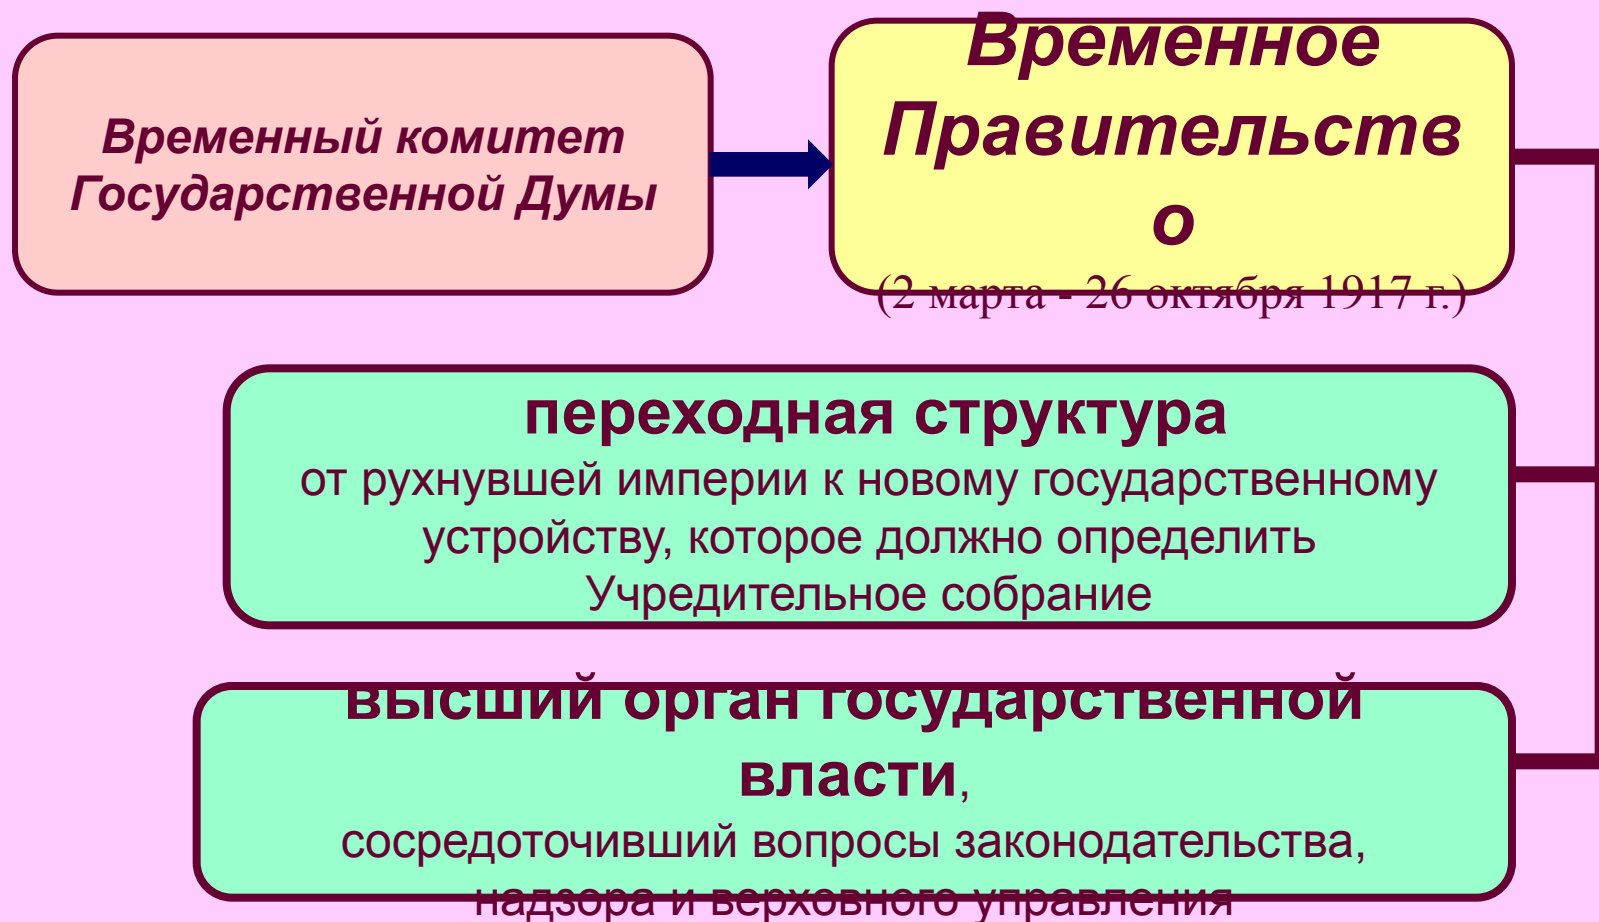 Временный комитет
Государственной Думы
Временное
Правительств
о
(2 марта - 26 октября 1917 г.)
переходная структура
от рухнувшей империи к новому государственному
устройству, которое должно определить
Учредительное собрание
высший орган государственной
власти,
сосредоточивший вопросы законодательства,
надзора и верховного управления